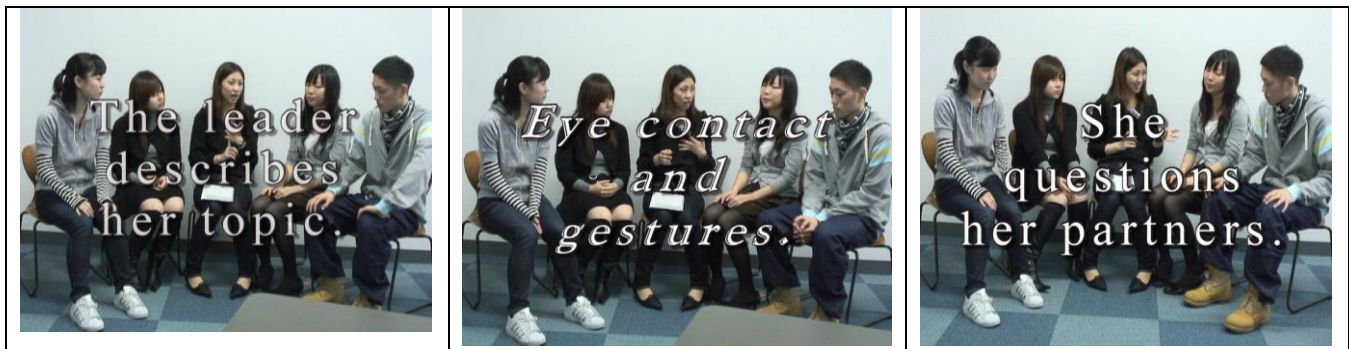 The leader
describes
her topic.
Eye contact
and
gestures.
She
questions
her partners.